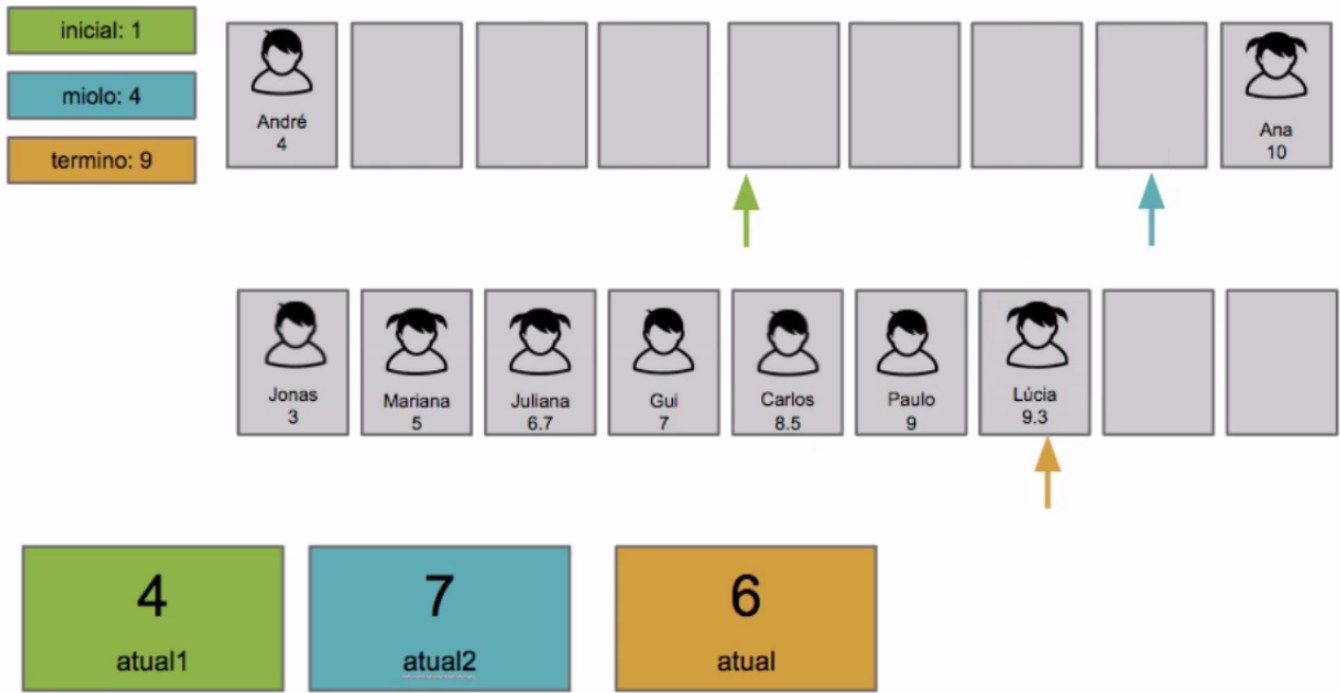 inicial: 1
miolo: 4
termino: 9
André
4
Ana
10
Jonas
3
Mariana
5
Juliana
6.7
Gui
7
Carlos
8.5
Paulo
9
Lúcia
9.3
4
atual1
7
atual2
6
atual